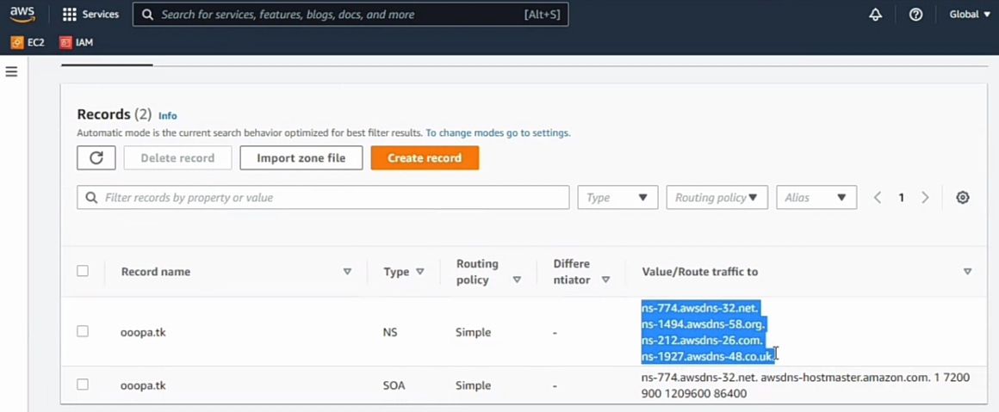 aws
Services
Search for services, features, blogs, docs, and more
[Alt+S]
Global
EC2
IAM
Records (2) Info
Automatic mode is the current search behavior optimized for best filter results. To change modes go to settings.
Delete record
Import zone file
Create record
Filter records by property or value
Type
Routing policy
Alias
1
Record name
Type
Routing
policy
Differe
ntiator
Value/Route traffic to
ooopa.tk
NS
Simple
-
ns-774.awsdns-32.net.
ns-1494.awsdns-58.org.
ns-212.awsdns-26.com.
ns-1927.awsdns-48.co.uk.
ooopa.tk
SOA
Simple
-
ns-774.awsdns-32.net. awsdns-hostmaster.amazon.com. 1 7200
900 1209600 86400